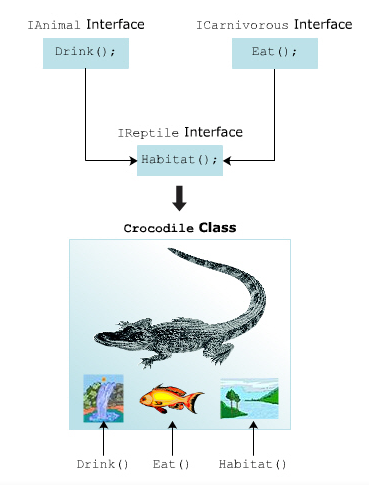 IAnimal Interface
ICarnivorous Interface
Drink();
Eat();
IReptile Interface
Habitat();
Crocodile Class
Drink()
Eat()
Habitat()